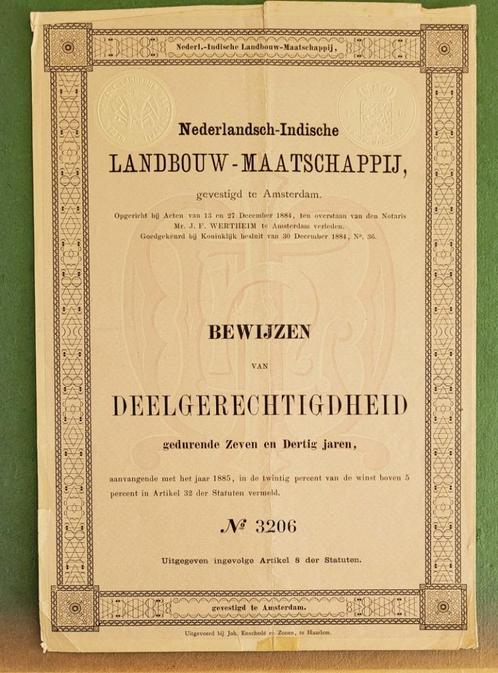 Nederl.-Indische Landbouw-Maatschappij,
Nederlandsch-Indische
LANDBOUW-MAATSCHAPPIJ,
gevestigd te Amsterdam.
Opgericht bij Acten van 13 en 27 December 1884, ten overstaan van den Notaris
Mr. J. F. WERTHEIM te Amsterdam verleden.
Goedgekeurd bij Koninklijk besluit van 30 December 1884, Nº. 36.
BEWIJZEN
VAN
DEELGERECHTIGDHEID
gedurende Zeven en Dertig jaren,
aanvangende met het jaar 1885, in de twintig percent van de winst boven 5
percent in Artikel 32 der Statuten vermeld.
Nº 3206
Uitgegeven ingevolge Artikel 8 der Statuten.
gevestigd te Amsterdam.
Uitgevoerd bij Joh. Enschedé en Zonen, te Haarlem.